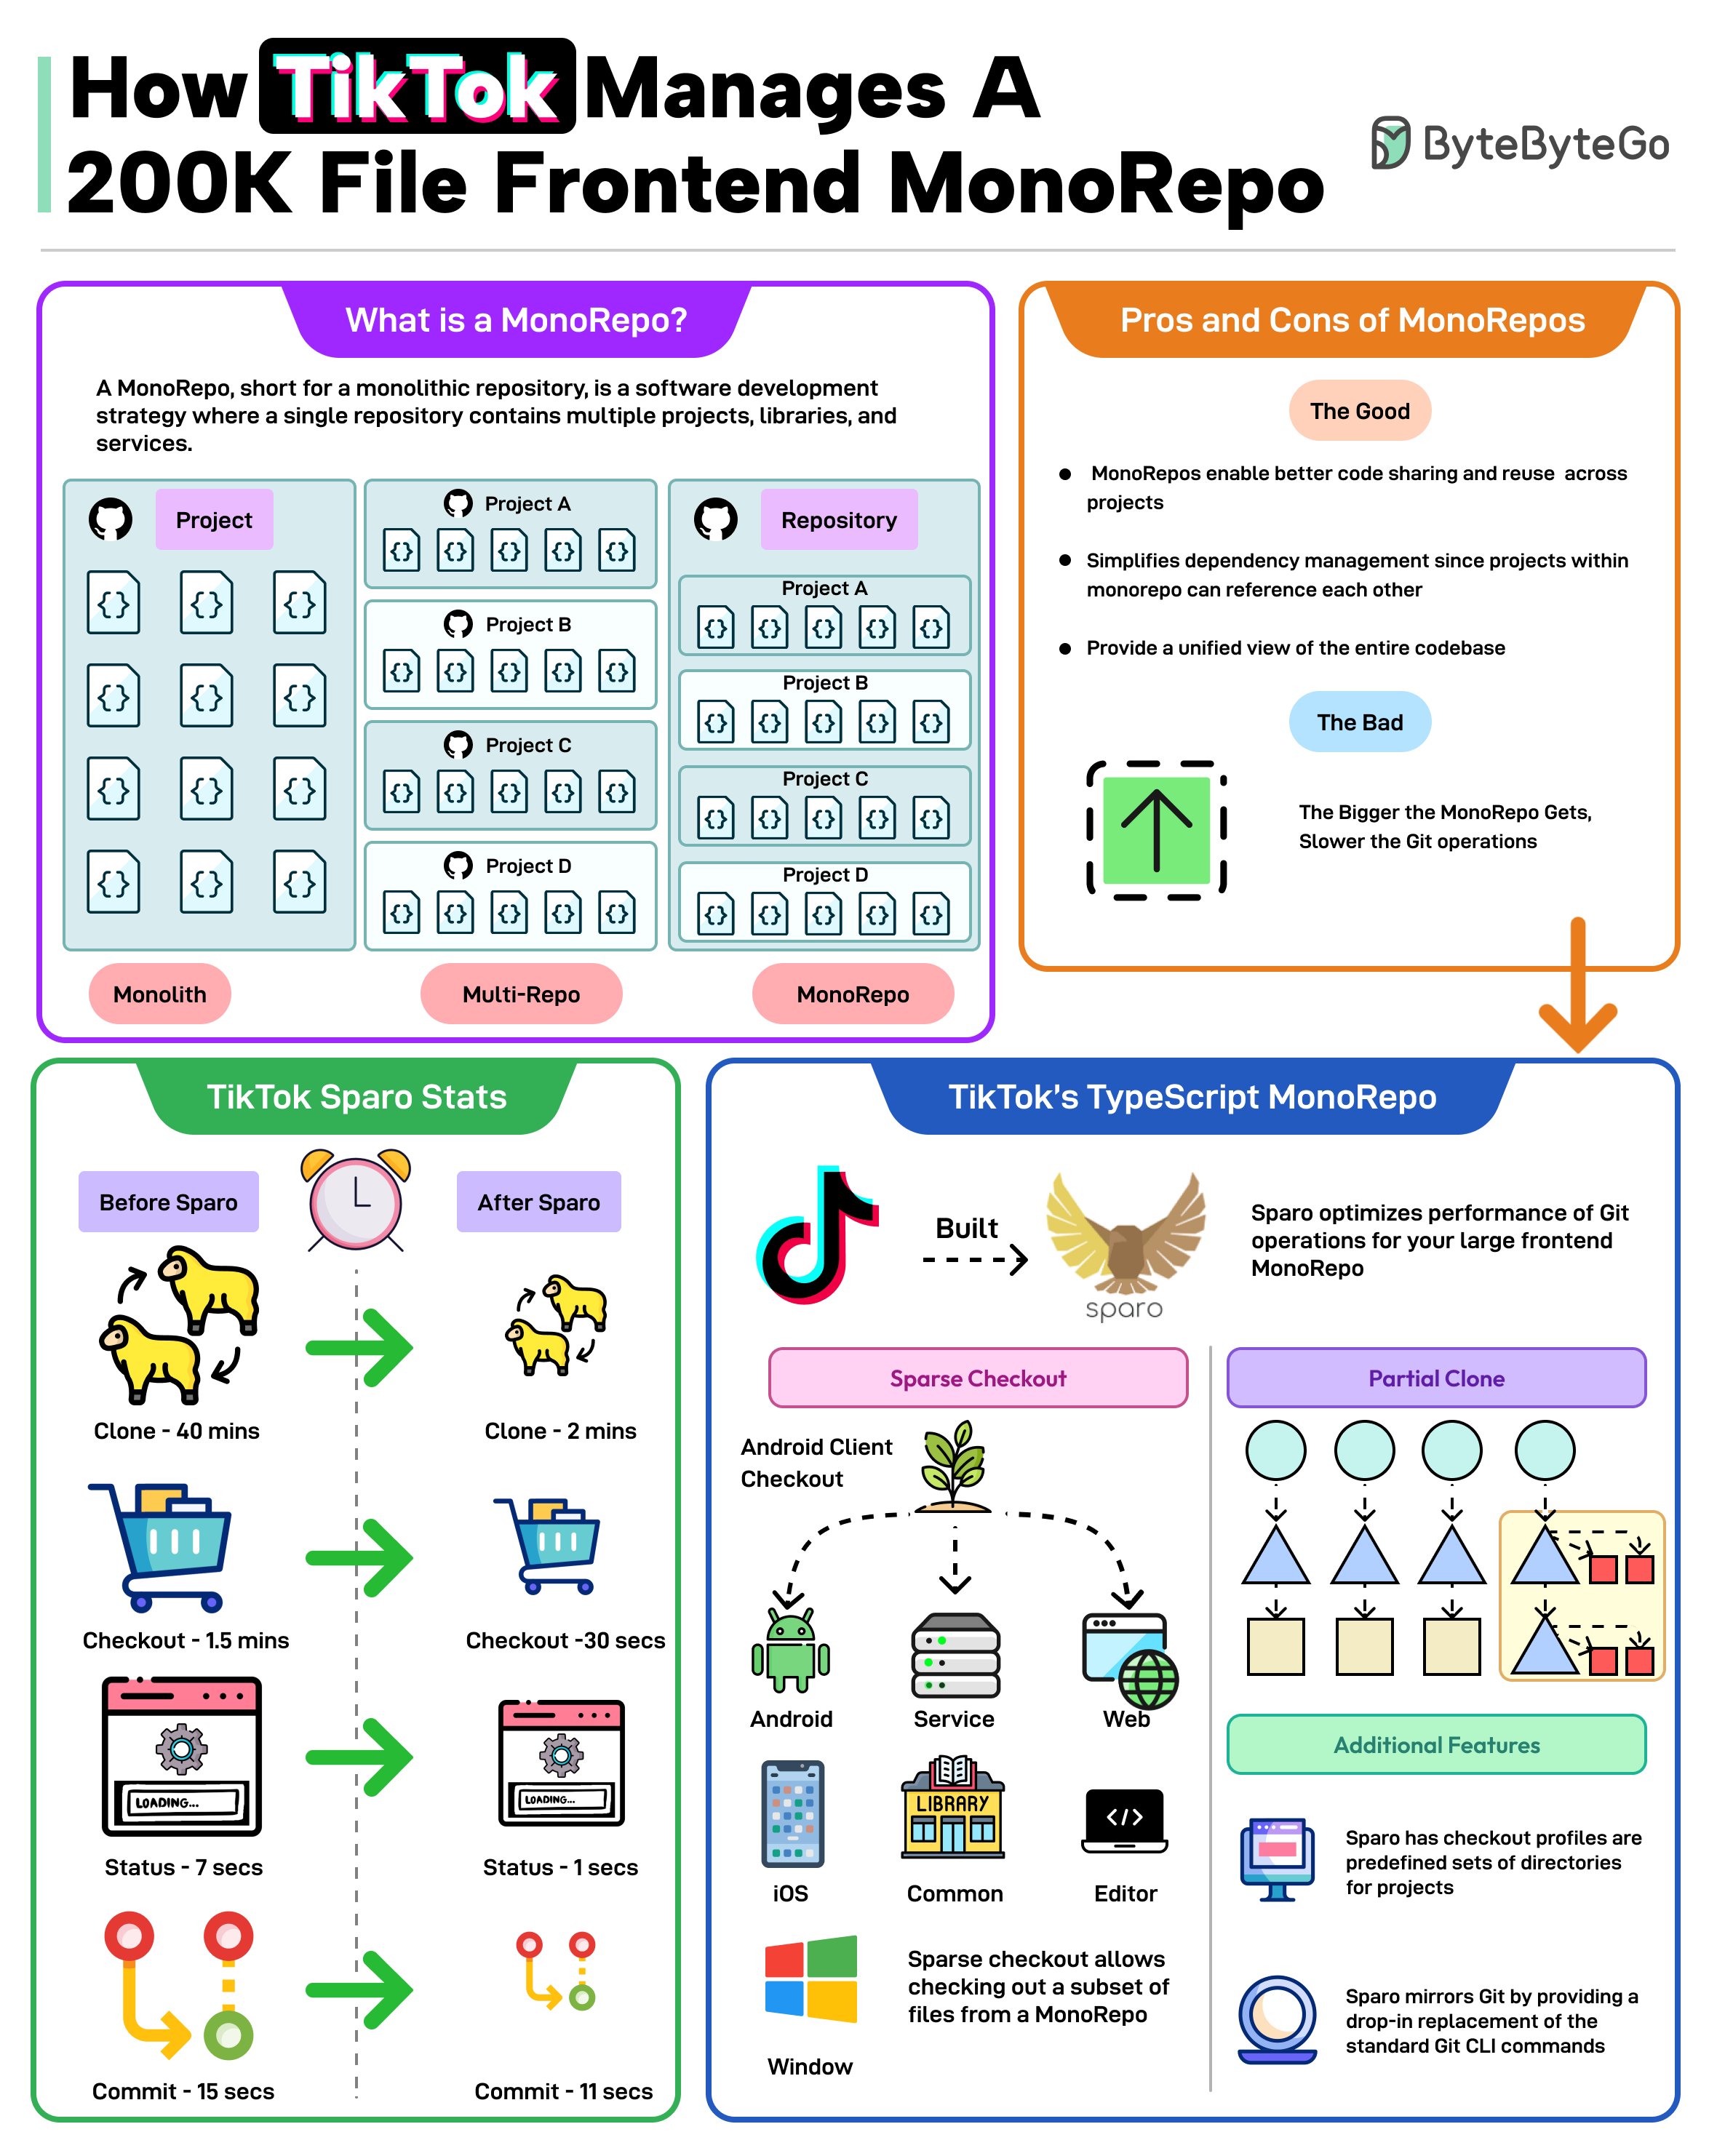 How TikTok Manages A
200K File Frontend MonoRepo
ByteByteGo
What is a MonoRepo?
A MonoRepo, short for a monolithic repository, is a software development
strategy where a single repository contains multiple projects, libraries, and
services.
Project
{} {} {}
{} {} {}
{} {} {}
{} {} {}
Monolith
Project A
{} {} {} {} {}
Project B
{} {} {} {} {}
Project C
{} {} {} {} {}
Project D
{} {} {} {} {}
Multi-Repo
Repository
Project A
{} {} {} {} {}
Project B
{} {} {} {} {}
Project C
{} {} {} {} {}
Project D
{} {} {} {} {}
MonoRepo
Pros and Cons of MonoRepos
The Good
● MonoRepos enable better code sharing and reuse across
projects
● Simplifies dependency management since projects within
monorepo can reference each other
● Provide a unified view of the entire codebase
The Bad
The Bigger the MonoRepo Gets,
Slower the Git operations
TikTok Sparo Stats
Before Sparo
After Sparo
Clone - 40 mins
Clone - 2 mins
Checkout - 1.5 mins
Checkout -30 secs
LOADING...
LOADING...
Status - 7 secs
Status - 1 secs
Commit - 15 secs
Commit - 11 secs
TikTok's TypeScript MonoRepo
Built
sparo
Sparo optimizes performance of Git
operations for your large frontend
MonoRepo
Sparse Checkout
Android Client
Checkout
Android
Service
Web
LIBRARY
</>
iOS
Common
Editor
Window
Sparse checkout allows
checking out a subset of
files from a MonoRepo
Partial Clone
Additional Features
Sparo has checkout profiles are
predefined sets of directories
for projects
Sparo mirrors Git by providing a
drop-in replacement of the
standard Git CLI commands